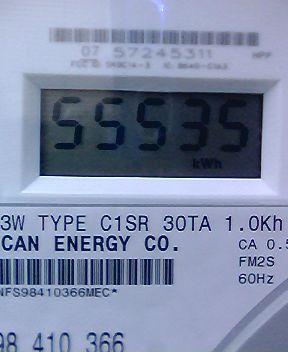 07 57245311
HPF
55535
kWh
3W TYPE C1SR 30TA 1.0Kh
CAN ENERGY CO.
CA 0.5
FM2S
60Hz
NFS98410366MEC*
98 410 366